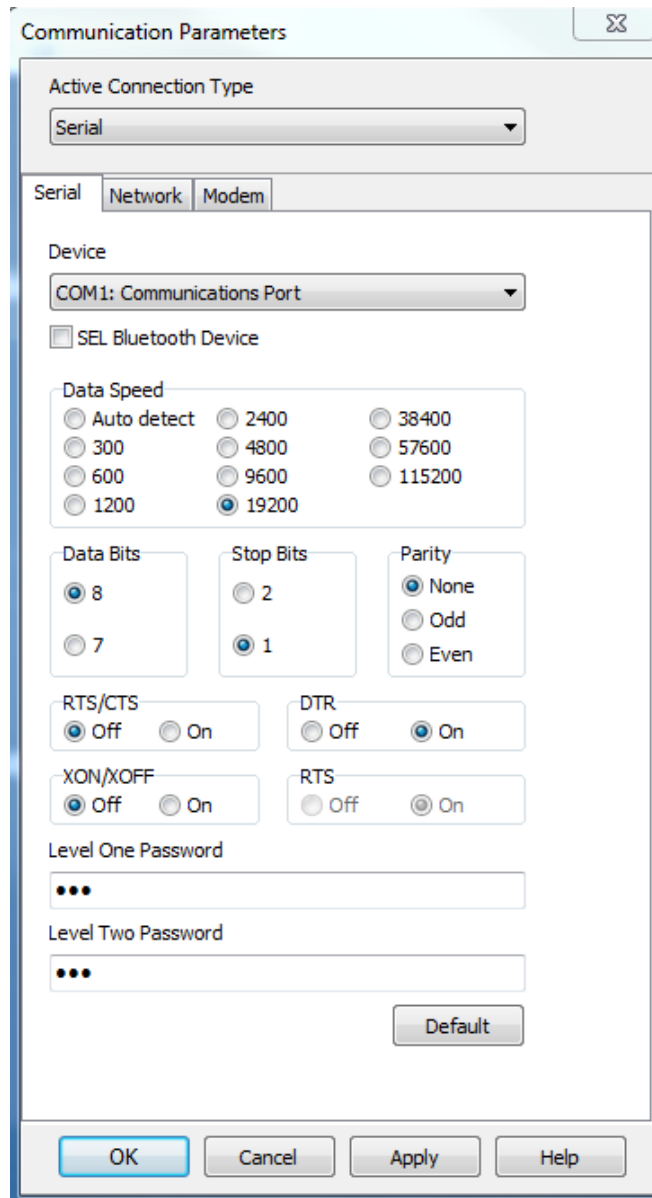 Communication Parameters
Active Connection Type
Serial
Serial Network Modem
Device
COM1: Communications Port
SEL Bluetooth Device
Data Speed
Auto detect 2400 38400
300 4800 57600
600 9600 115200
1200 19200
Data Bits Stop Bits Parity
8 2 None
Odd
7 1 Even
RTS/CTS DTR
Off On Off On
XON/XOFF RTS
Off On Off On
Level One Password
•••
Level Two Password
•••
Default
OK Cancel Apply Help